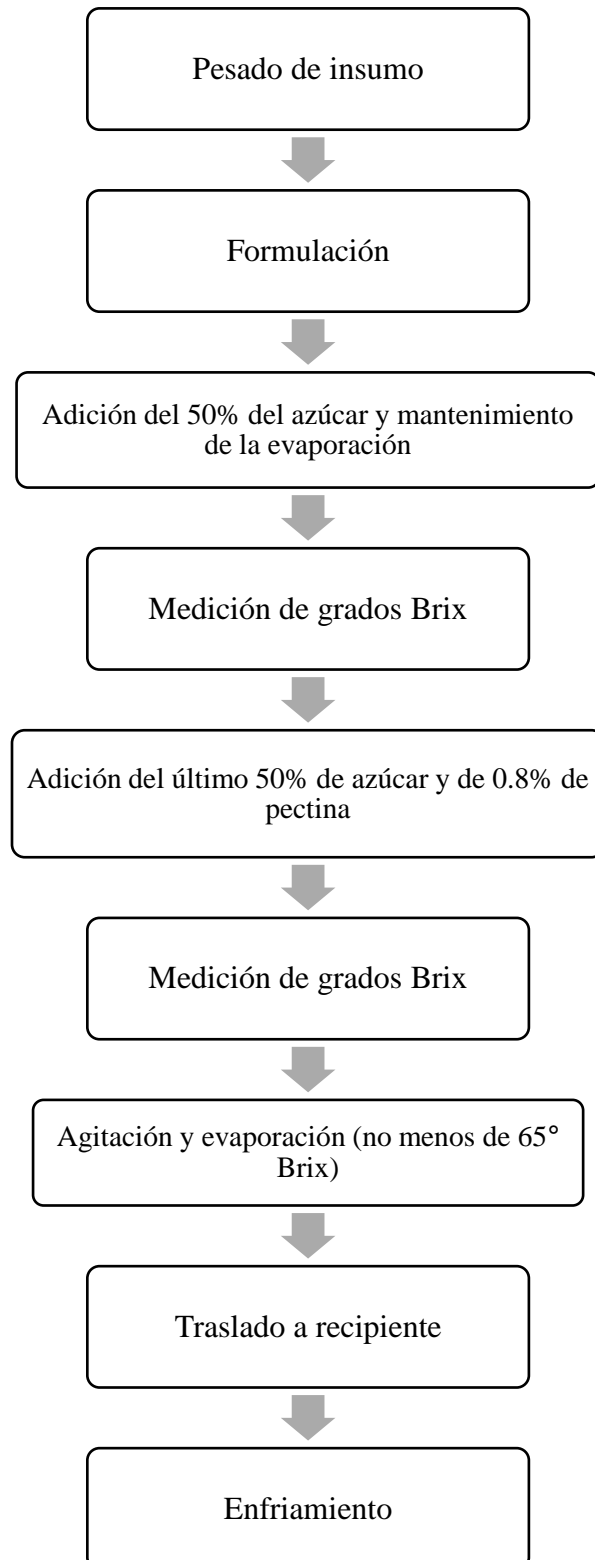 Pesado de insumo
Formulación
Adición del 50% del azúcar y mantenimiento
de la evaporación
Medición de grados Brix
Adición del último 50% de azúcar y de 0.8% de
pectina
Medición de grados Brix
Agitación y evaporación (no menos de 65°
Brix)
Traslado a recipiente
Enfriamiento